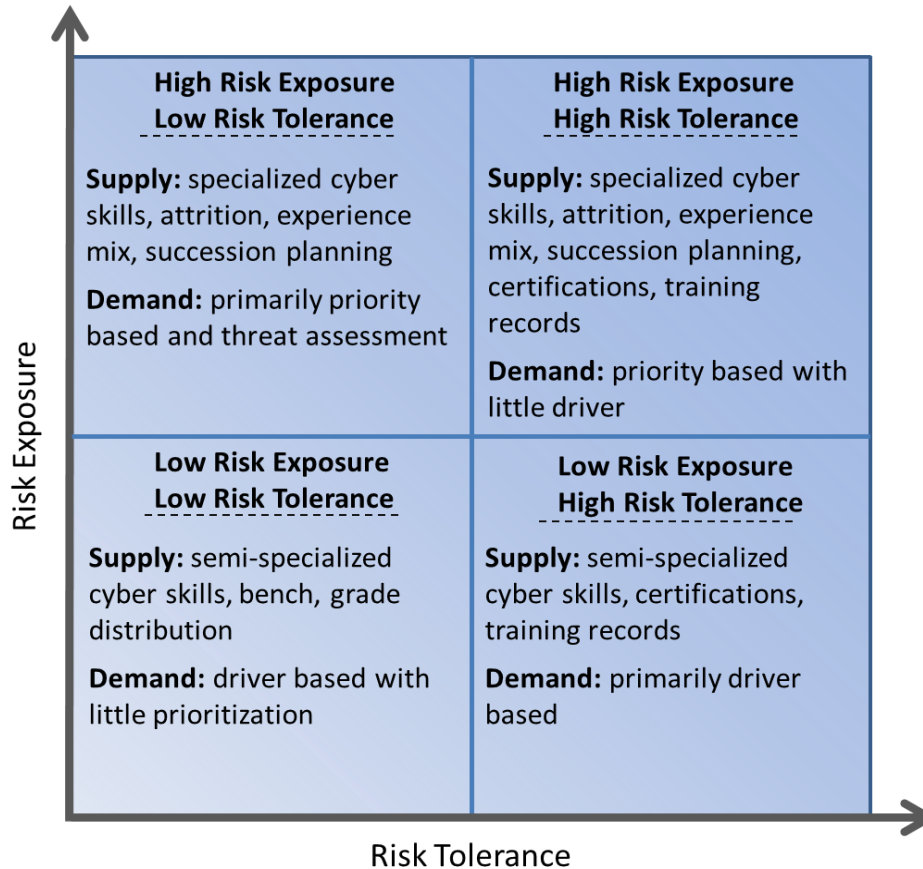 High Risk Exposure
Low Risk Tolerance
Supply: specialized cyber
skills, attrition, experience
mix, succession planning
Demand: primarily priority
based and threat assessment
High Risk Exposure
High Risk Tolerance
Supply: specialized cyber
skills, attrition, experience
mix, succession planning,
certifications, training
records
Demand: priority based with
little driver
Risk Exposure
Low Risk Exposure
Low Risk Tolerance
Supply: semi-specialized
cyber skills, bench, grade
distribution
Demand: driver based with
little prioritization
Low Risk Exposure
High Risk Tolerance
Supply: semi-specialized
cyber skills, certifications,
training records
Demand: primarily driver
based
Risk Tolerance